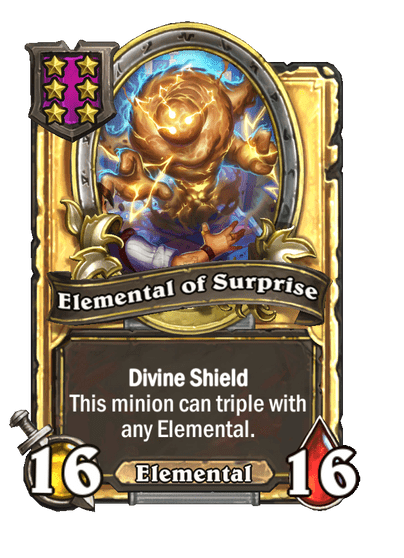 Elemental of Surprise
Divine Shield
This minion can triple with
any Elemental.
16
Elemental
16